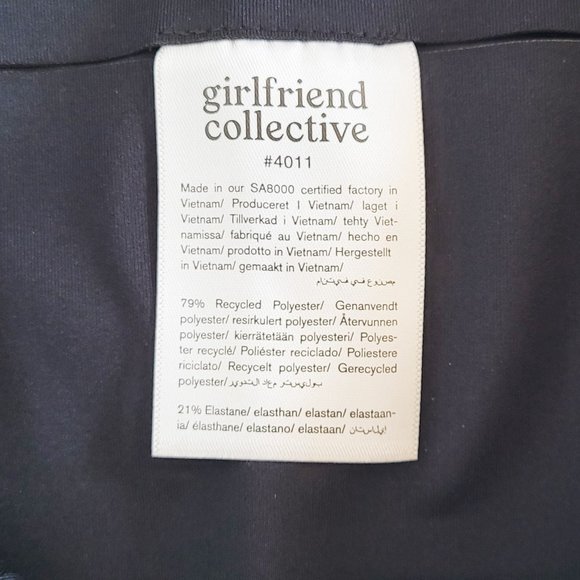 girlfriend
collective
#4011
Made in our SA8000 certified factory in
Vietnam/ Produceret I Vietnam/ laget i
Vietnam/ Tillverkad i Vietnam/ tehty Viet-
namissa/ fabriqué au Vietnam/ hecho en
Vietnam/ prodotto in Vietnam/ Hergestellt
in Vietnam/ gemaakt in Vietnam/
79% Recycled Polyester/ Genanvendt
polyester/ resirkulert polyester/ Återvunnen
polyester/ kierrätetään polyesteri/ Polyes-
ter recyclé/ Poliéster reciclado/ Poliestere
riciclato/ Recycelt polyester/ Gerecycled
polyester/
21% Elastane/ elasthan/ elastan/ elastaan-
ia/ élasthane/ elastano/ elastaan/